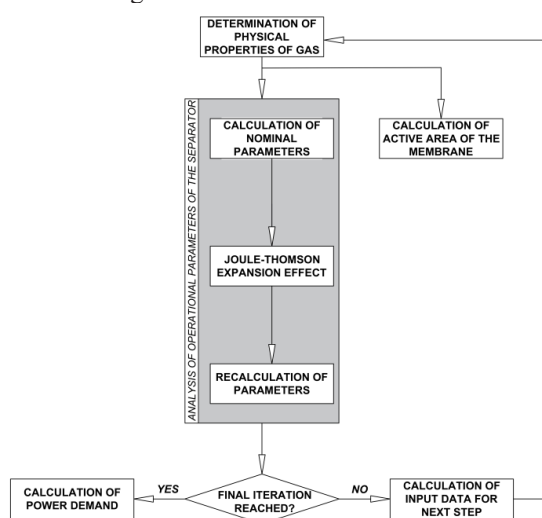 DETERMINATION OF
PHYSICAL
PROPERTIES OF GAS
ANALYSIS OF OPERATIONAL PARAMETERS OF THE SEPARATOR
CALCULATION OF
NOMINAL
PARAMETERS
CALCULATION OF
ACTIVE AREA OF THE
MEMBRANE
JOULE-THOMSON
EXPANSION EFFECT
RECALCULATION OF
PARAMETERS
CALCULATION OF
POWER DEMAND
YES
FINAL ITERATION
REACHED?
NO
CALCULATION OF
INPUT DATA FOR
NEXT STEP